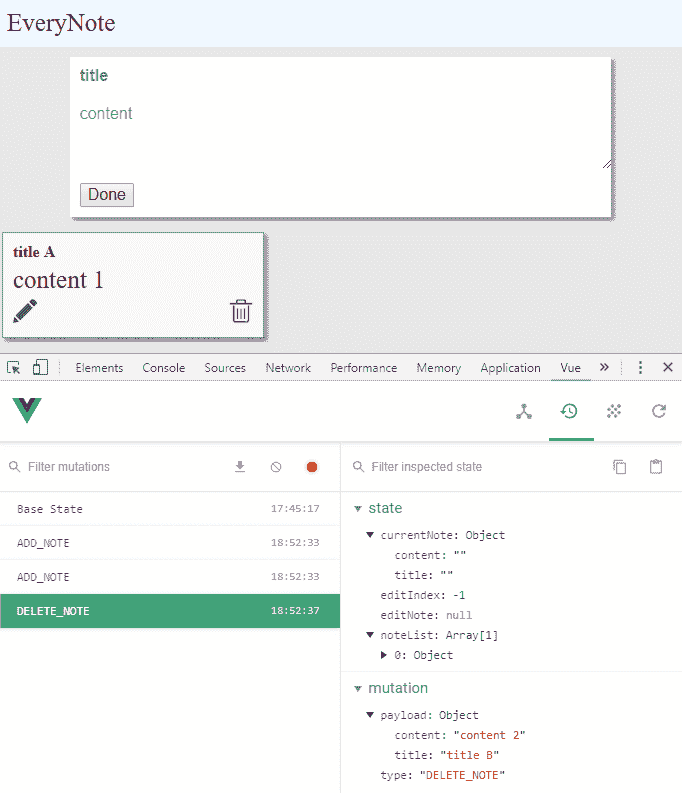 EveryNote
title
content
Done
title A
content 1
Elements Console Sources Network Performance Memory Application Vue »
Filter mutations
Filter inspected state
Base State 17:45:17
ADD_NOTE 18:52:33
ADD_NOTE 18:52:33
DELETE_NOTE 18:52:37
state
currentNote: Object
content: ""
title: ""
editIndex: -1
editNote: null
noteList: Array[1]
0: Object
mutation
payload: Object
content: "content 2"
title: "title B"
type: "DELETE_NOTE"